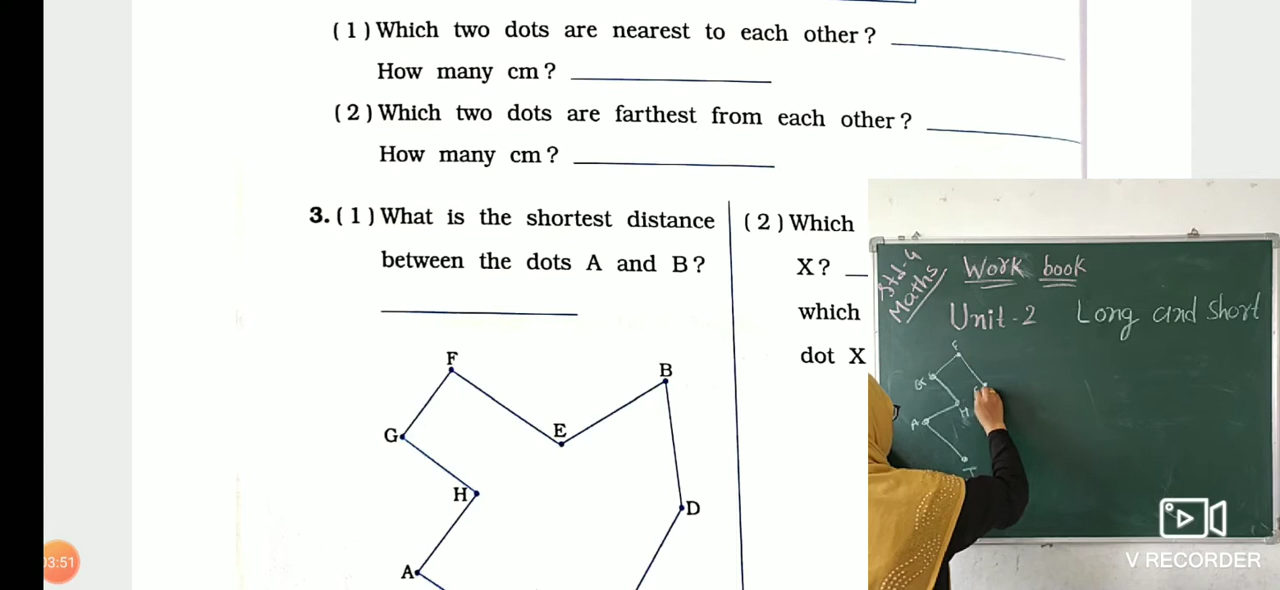 ( 1 ) Which two dots are nearest to each other ?
How many cm ?
( 2 ) Which two dots are farthest from each other ?
How many cm ?
3. ( 1 ) What is the shortest distance
between the dots A and B ?
( 2 ) Which
X ?
which
dot X
F
B
G
E
H
D
A
Std-4
Maths
Work book
Unit-2 Long and short
F
G
H
A
I
03:51
V RECORDER